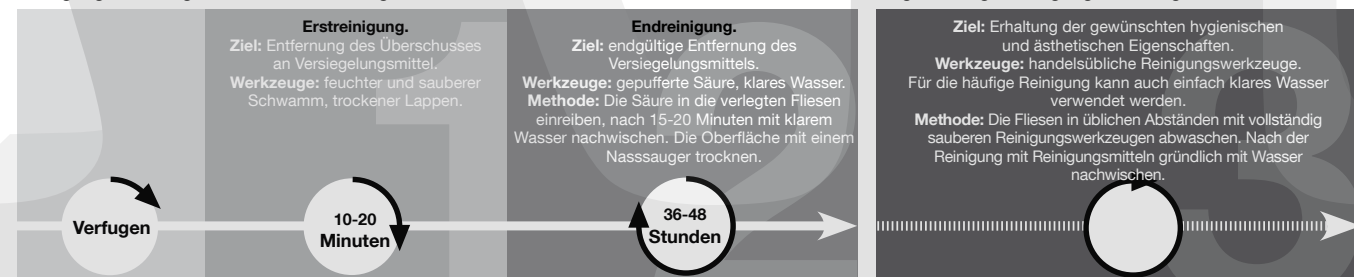 Erstreinigung.
Ziel: Entfernung des Überschusses
an Versiegelungsmittel.
Werkzeuge: feuchter und sauberer
Schwamm, trockener Lappen.
Endreinigung.
Ziel: endgültige Entfernung des
Versiegelungsmittels.
Werkzeuge: gepufferte Säure, klares Wasser.
Methode: Die Säure in die verlegten Fliesen
einreiben, nach 15-20 Minuten mit klarem
Wasser nachwischen. Die Oberfläche mit einem
Nasssauger trocknen.
Ziel: Erhaltung der gewünschten hygienischen
und ästhetischen Eigenschaften.
Werkzeuge: handelsübliche Reinigungswerkzeuge.
Für die häufige Reinigung kann auch einfach klares Wasser
verwendet werden.
Methode: Die Fliesen in üblichen Abständen mit vollständig
sauberen Reinigungswerkzeugen abwaschen. Nach der
Reinigung mit Reinigungsmitteln gründlich mit Wasser
nachwischen.
Verfugen
10-20
Minuten
36-48
Stunden
1
2
3